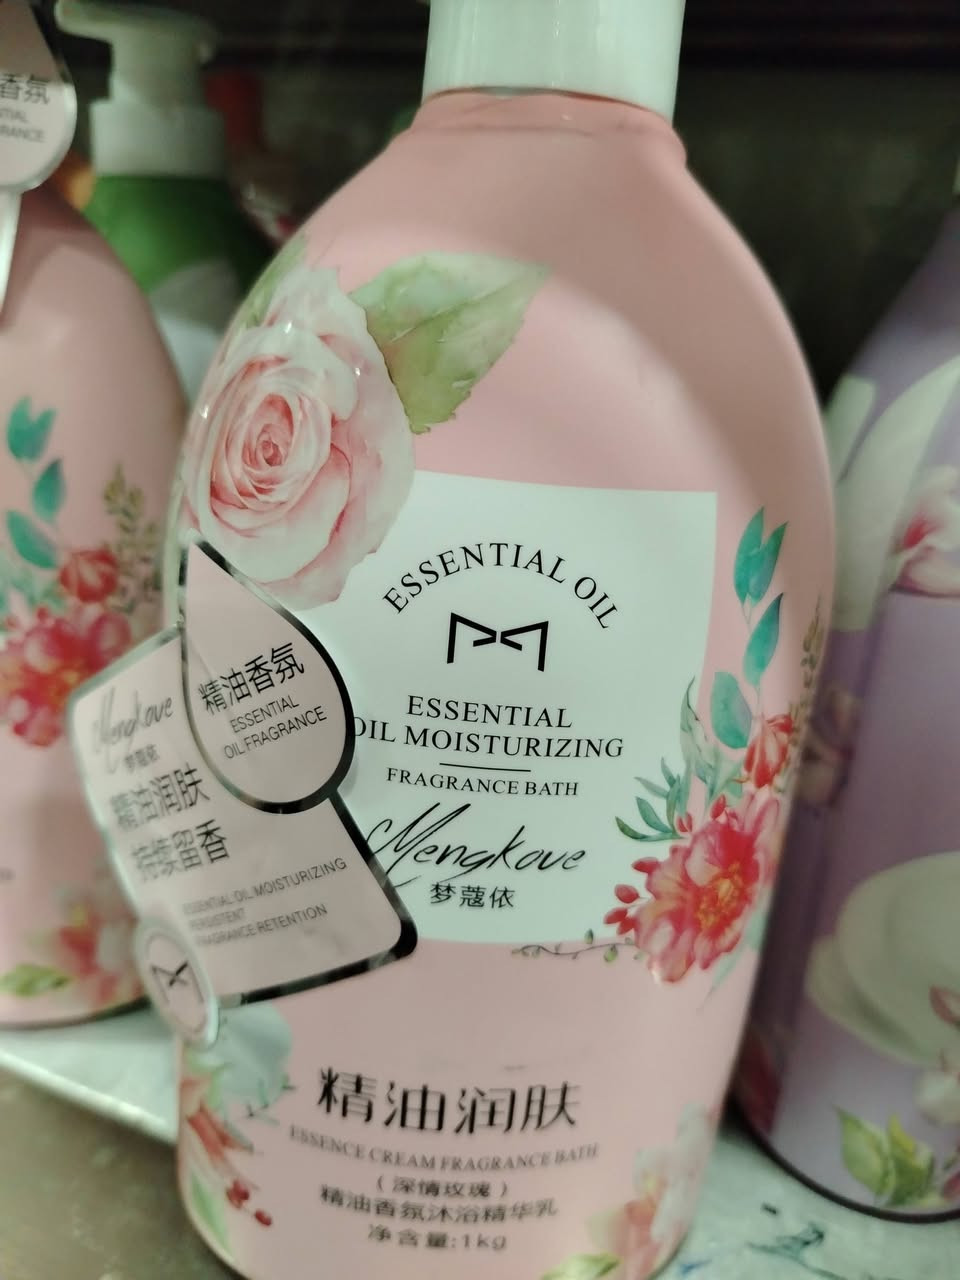 香氛
ESSENTIAL OIL
ESSENTIAL
OIL MOISTURIZING
FRAGRANCE BATH
Mengkove
梦蔻依
精油香氛
ESSENTIAL
OIL FRAGRANCE
Mengkove
梦蔻依
精油润肤
持续留香
ESSENTIAL OIL MOISTURIZING
PERSISTENT
FRAGRANCE RETENTION
精油润肤
ESSENCE CREAM FRAGRANCE BATH
(深情玫瑰)
精油香氛沐浴精华乳
净含量:1kg